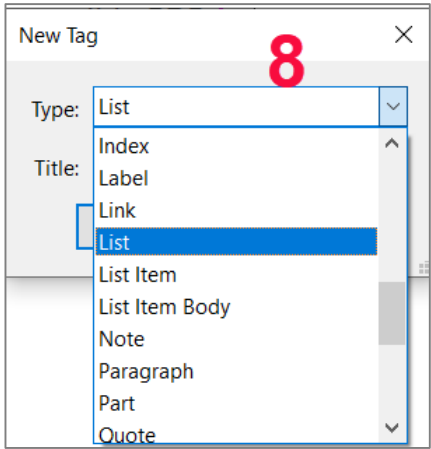 New Tag
8
Type: List
Title:
Index
Label
Link
List
List Item
List Item Body
Note
Paragraph
Part
Quote